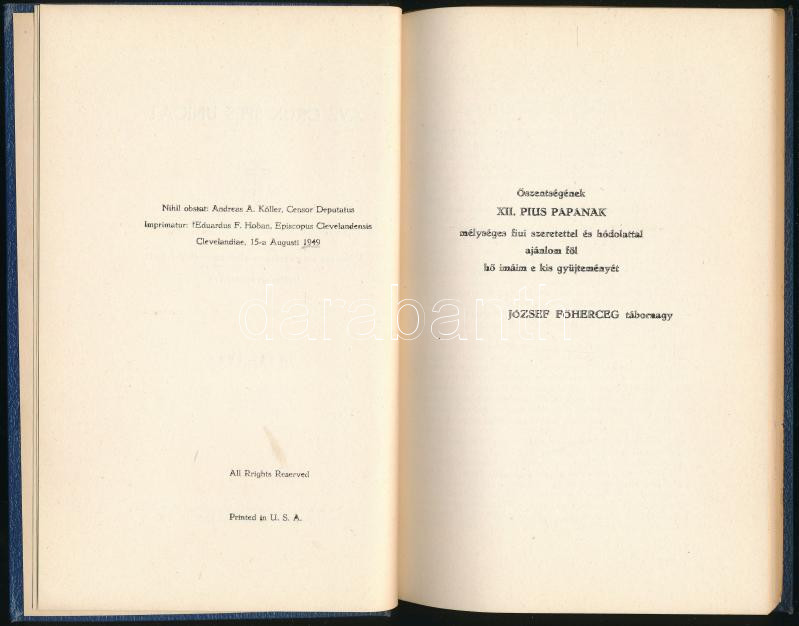 Nihil obstat: Andreas A. Köller, Censor Deputatus
Imprimatur: †Eduardus F. Hoban, Episcopus Clevelandensis
Clevelandiae, 15-a Augusti 1949
All Rrights Reserved
Printed in U. S. A.
Őszentségének
XII. PIUS PÁPÁNAK
mélységes fiui szeretettel és hódolattal
ajánlom föl
hő imáim e kis gyüjteményét
JÓZSEF FŐHERCEG tábornagy
darabanth